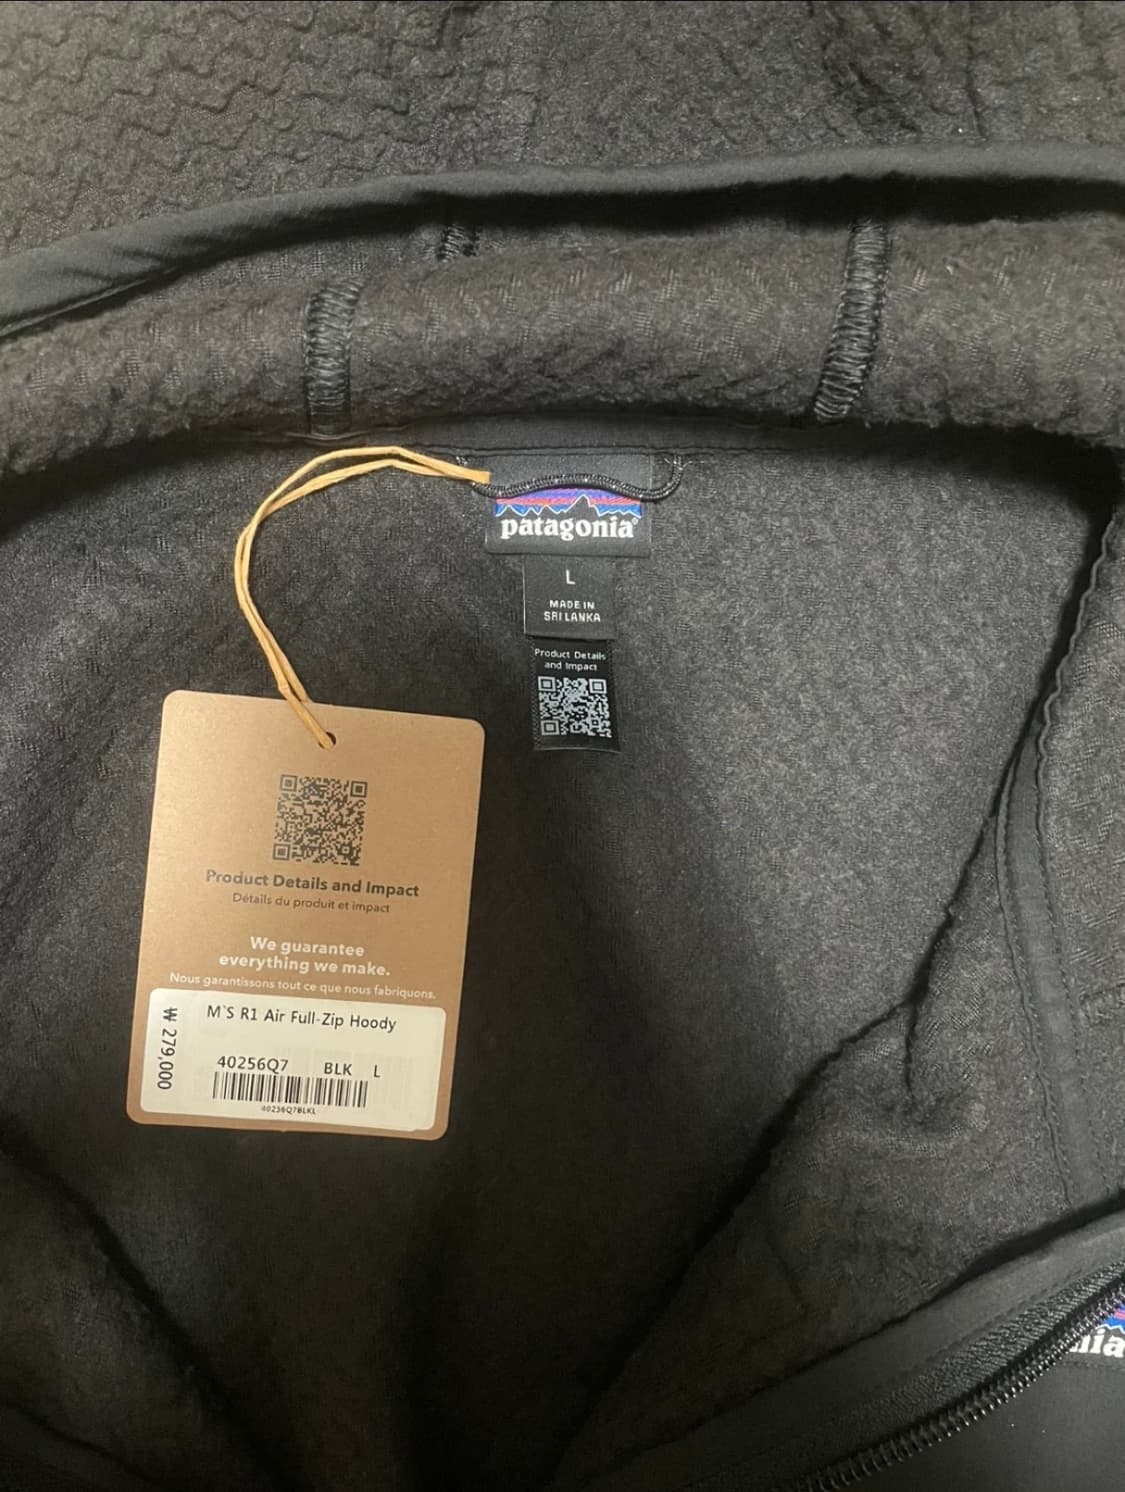 patagonia®
L
MADE IN
SRI LANKA
Product Details
and Impact
Product Details and Impact
Détails du produit et impact
We guarantee
everything we make.
Nous garantissons tout ce que nous fabriquons.
M`S R1 Air Full-Zip Hoody
₩ 279,000
40256Q7 BLK L
40256Q7BLKL